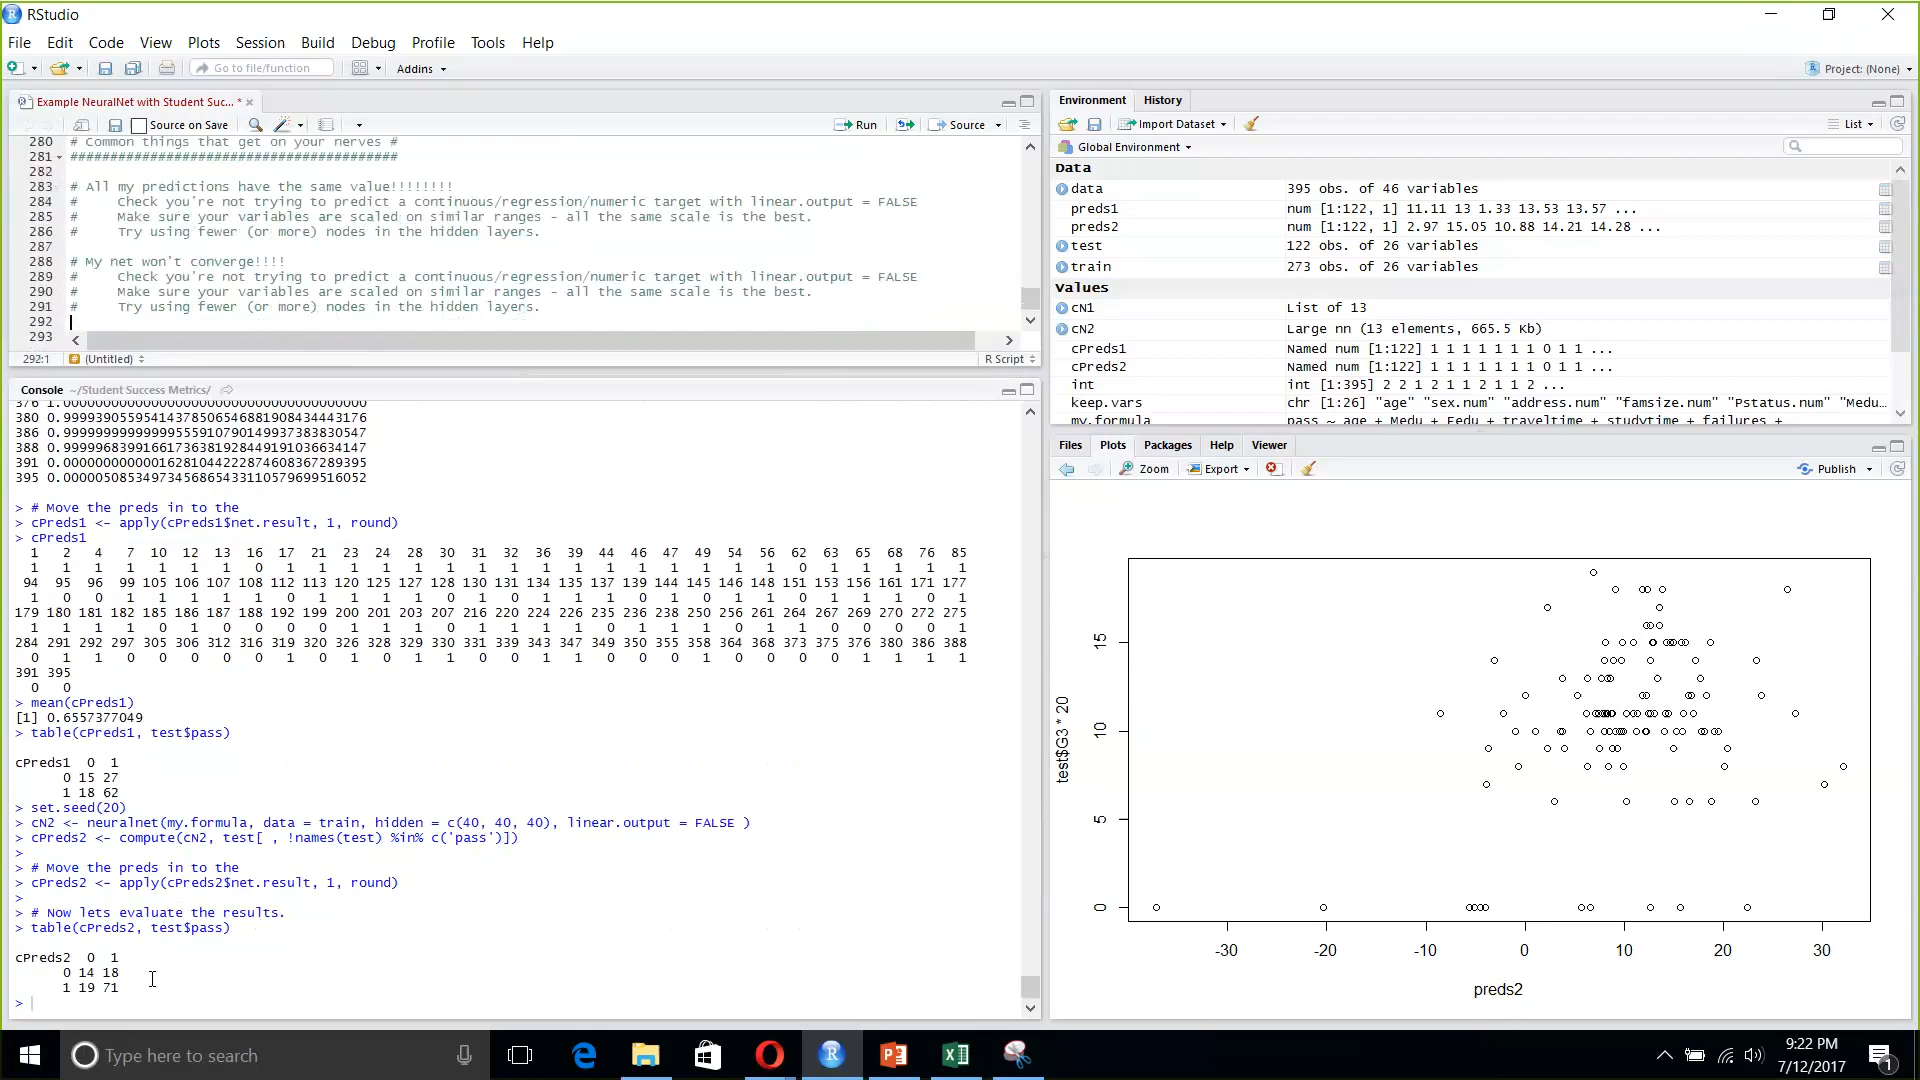 RStudio
File Edit Code View Plots Session Build Debug Profile Tools Help
Go to file/function Addins Project: (None)
Example NeuralNet with Student Suc... *
Source on Save Run Source
280 # Common things that get on your nerves #
281 ########################################
282
283 # All my predictions have the same value!!!!!!!!
284 # Check you're not trying to predict a continuous/regression/numeric target with linear.output = FALSE
285 # Make sure your variables are scaled on similar ranges - all the same scale is the best.
286 # Try using fewer (or more) nodes in the hidden layers.
287
288 # My net won't converge!!!!
289 # Check you're not trying to predict a continuous/regression/numeric target with linear.output = FALSE
290 # Make sure your variables are scaled on similar ranges - all the same scale is the best.
291 # Try using fewer (or more) nodes in the hidden layers.
292
293
292:1 (Untitled) R Script
Console ~/Student Success Metrics/
380 0.99993905595414378506546881908434443176
386 0.99999999999999555910790149937383830547
388 0.99999683991661736381928449191036634147
391 0.00000000000016281044222874608367289395
395 0.00000508534973456865433110579699516052
> # Move the preds in to the
> cPreds1 <- apply(cPreds1$net.result, 1, round)
> cPreds1
1 2 4 7 10 12 13 16 17 21 23 24 28 30 31 32 36 39 44 46 47 49 54 56 62 63 65 68 76 85
1 1 1 1 1 1 1 0 1 1 1 1 1 1 1 1 1 1 1 1 1 1 1 1 0 1 1 1 1 1
94 95 96 99 105 106 107 108 112 113 120 125 127 128 130 131 134 135 137 139 144 145 146 148 151 153 156 161 171 177
1 0 0 1 1 1 1 1 0 1 1 1 1 0 1 0 1 1 1 0 1 0 1 1 1 1 0 1 0 1
179 180 181 182 185 186 187 188 192 199 200 201 203 207 216 220 224 226 235 236 238 250 256 261 264 267 269 270 272 275
1 1 1 1 0 1 0 0 0 0 1 1 1 0 1 1 1 1 0 0 1 1 0 1 1 0 0 0 0 1
284 291 292 297 305 306 312 316 319 320 326 328 329 330 331 339 343 347 349 350 355 358 364 368 373 375 376 380 386 388
0 1 1 0 0 0 0 0 1 0 1 0 1 1 0 0 1 1 0 0 0 1 0 0 0 0 1 1 1 1
391 395
0 0
> mean(cPreds1)
[1] 0.6557377049
> table(cPreds1, test$pass)
cPreds1 0 1
0 15 27
1 18 62
> set.seed(20)
> cN2 <- neuralnet(my.formula, data = train, hidden = c(40, 40, 40), linear.output = FALSE )
> cPreds2 <- compute(cN2, test[ , !names(test) %in% c('pass')])
>
> # Move the preds in to the
> cPreds2 <- apply(cPreds2$net.result, 1, round)
>
> # Now lets evaluate the results.
> table(cPreds2, test$pass)
cPreds2 0 1
0 14 18
1 19 71
>
Environment History
Import Dataset List
Global Environment
Data
data 395 obs. of 46 variables
preds1 num [1:122, 1] 11.11 13 1.33 13.53 13.57 ...
preds2 num [1:122, 1] 2.97 15.05 10.88 14.21 14.28 ...
test 122 obs. of 26 variables
train 273 obs. of 26 variables
Values
cN1 List of 13
cN2 Large nn (13 elements, 665.5 Kb)
cPreds1 Named num [1:122] 1 1 1 1 1 1 1 0 1 1 ...
cPreds2 Named num [1:122] 1 1 1 1 1 1 1 0 1 1 ...
int int [1:395] 2 2 1 2 1 1 2 1 1 2 ...
keep.vars chr [1:26] "age" "sex.num" "address.num" "famsize.num" "Pstatus.num" "Medu...
my.formula pass ~ age + Medu + Fedu + traveltime + studytime + failures +
Files Plots Packages Help Viewer
Zoom Export Publish
test$G3 * 20
15
10
5
0
-30 -20 -10 0 10 20 30
preds2
Type here to search
9:22 PM
7/12/2017
1